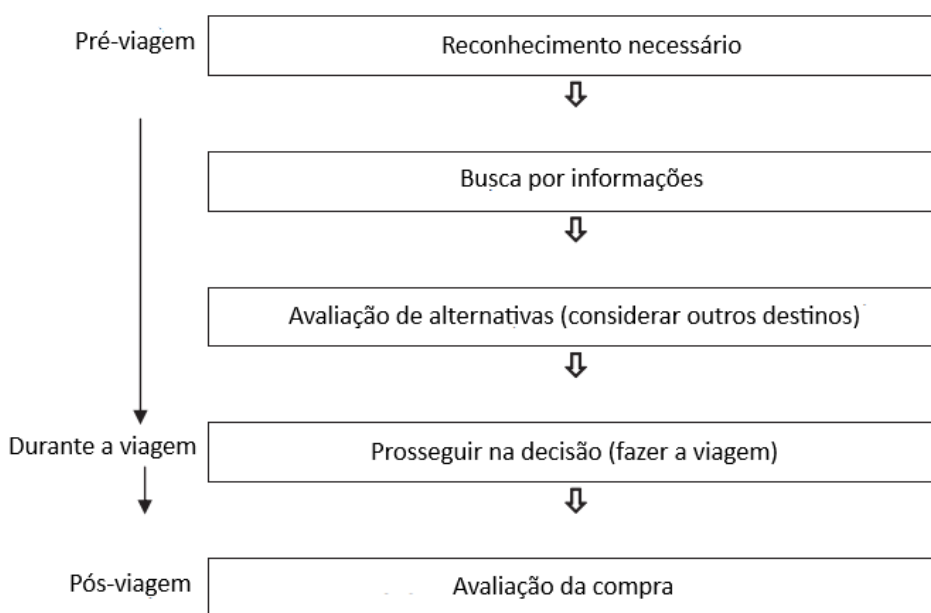 Pré-viagem
Reconhecimento necessário
Busca por informações
Avaliação de alternativas (considerar outros destinos)
Durante a viagem
Prosseguir na decisão (fazer a viagem)
Pós-viagem
Avaliação da compra